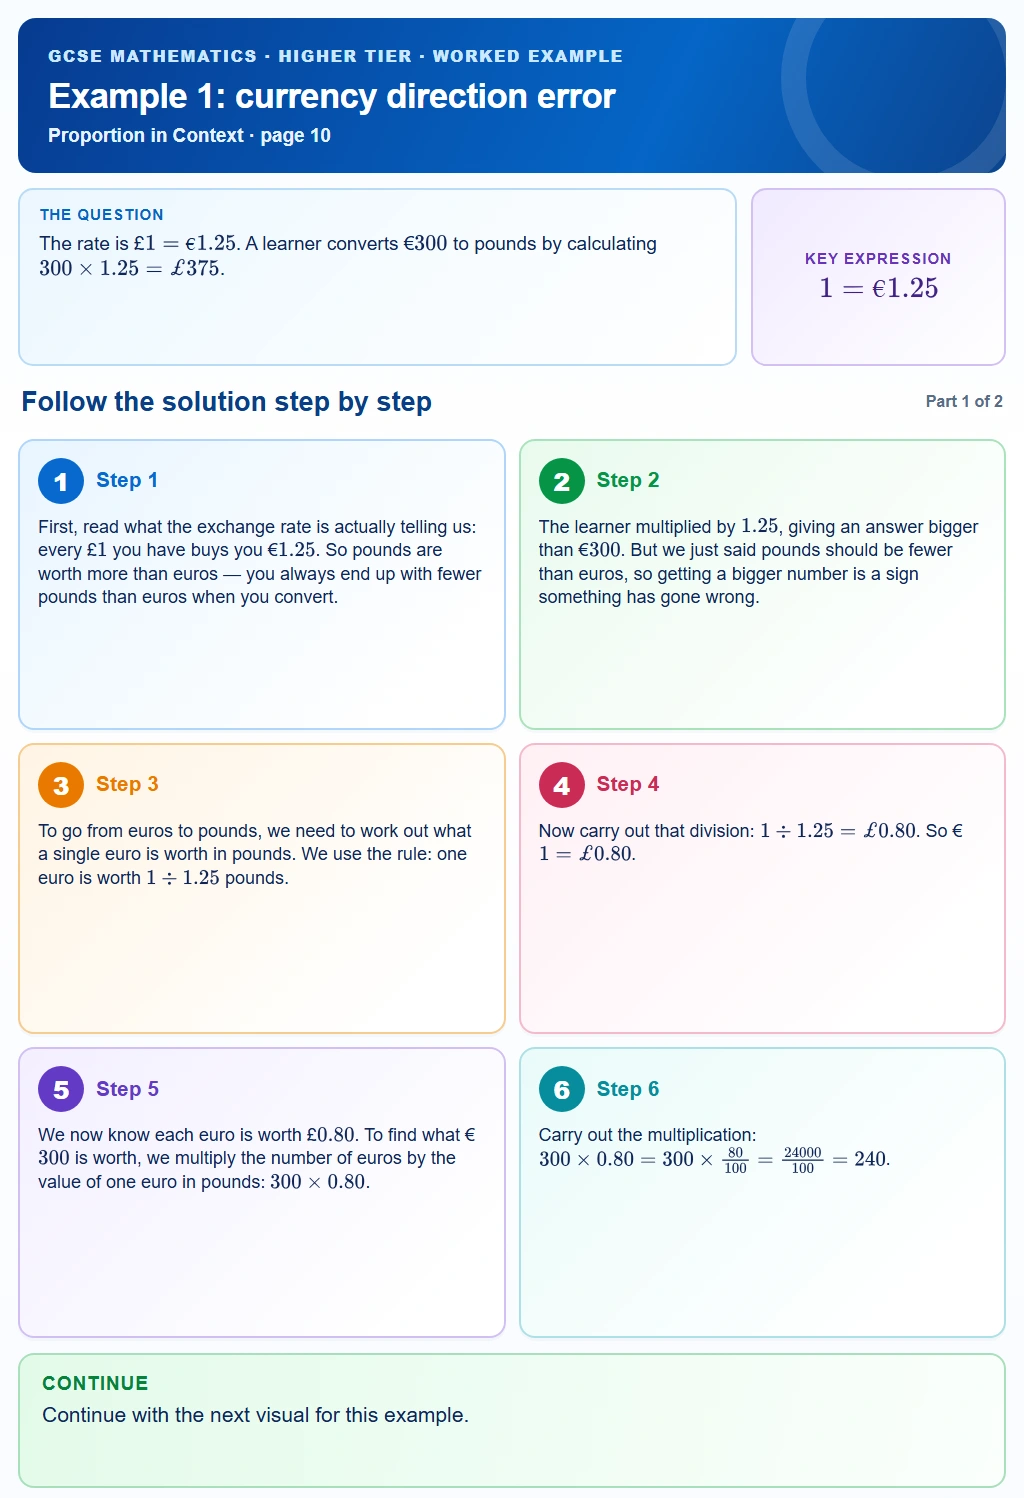 GCSE MATHEMATICS · HIGHER TIER · WORKED EXAMPLE
Example 1: currency direction error
Proportion in Context · page 10
THE QUESTION
The rate is £1 = €1.25. A learner converts €300 to pounds by calculating
300 × 1.25 = £375.
KEY EXPRESSION
1 = €1.25
Follow the solution step by step
Part 1 of 2
1 Step 1
First, read what the exchange rate is actually telling us:
every £1 you have buys you €1.25. So pounds are
worth more than euros — you always end up with fewer
pounds than euros when you convert.
2 Step 2
The learner multiplied by 1.25, giving an answer bigger
than €300. But we just said pounds should be fewer
than euros, so getting a bigger number is a sign
something has gone wrong.
3 Step 3
To go from euros to pounds, we need to work out what
a single euro is worth in pounds. We use the rule: one
euro is worth 1 ÷ 1.25 pounds.
4 Step 4
Now carry out that division: 1 ÷ 1.25 = £0.80. So €
1 = £0.80.
5 Step 5
We now know each euro is worth £0.80. To find what €
300 is worth, we multiply the number of euros by the
value of one euro in pounds: 300 × 0.80.
6 Step 6
Carry out the multiplication:
300 × 0.80 = 300 × 80/100 = 24000/100 = 240.
CONTINUE
Continue with the next visual for this example.